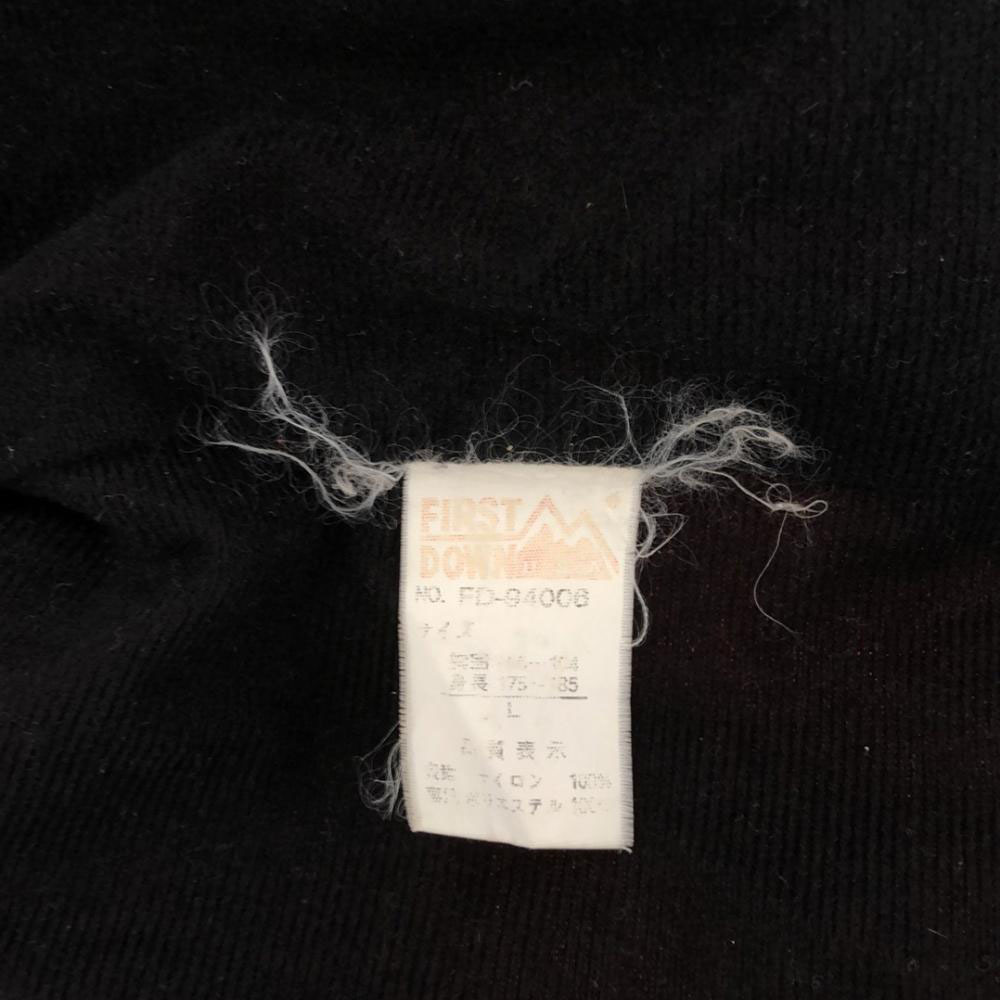 FIRST
DOWN
NO. FD-94006
サイズ
胸囲 96~104
身長 175~185
L
品質表示
表地 ナイロン 100%
裏地 ポリエステル 100%